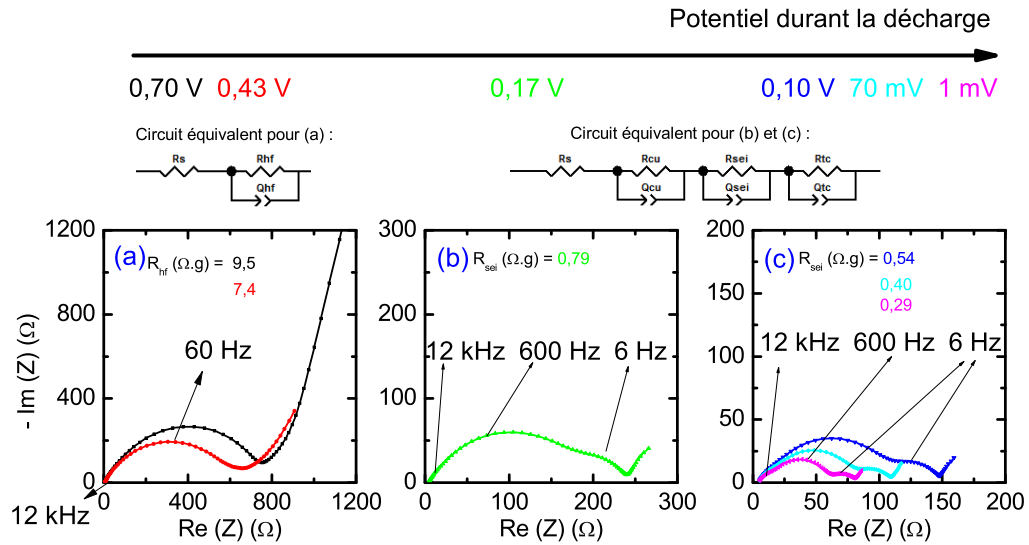 Potentiel durant la décharge
0,70 V 0,43 V 0,17 V 0,10 V 70 mV 1 mV
Circuit équivalent pour (a) :
Rs Rhf
Qhf
Circuit équivalent pour (b) et (c) :
Rs Rcu Rsei Rtc
Qcu Qsei Qtc
(a) Rhf (Ω.g) = 9,5
7,4
60 Hz
12 kHz
1200
800
400
0
0 400 800 1200
- Im (Z) (Ω)
Re (Z) (Ω)
(b) Rsei (Ω.g) = 0,79
12 kHz 600 Hz 6 Hz
300
200
100
0
0 100 200 300
Re (Z) (Ω)
(c) Rsei (Ω.g) = 0,54
0,40
0,29
12 kHz 600 Hz 6 Hz
200
175
150
125
100
75
50
25
0
0 50 100 150 200
Re (Z) (Ω)